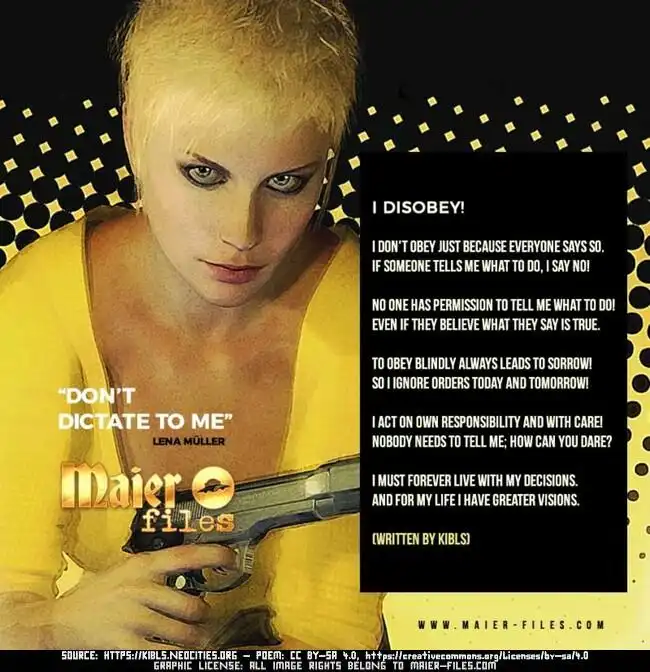 I DISOBEY!
I DON'T OBEY JUST BECAUSE EVERYONE SAYS SO.
IF SOMEONE TELLS ME WHAT TO DO, I SAY NO!
NO ONE HAS PERMISSION TO TELL ME WHAT TO DO!
EVEN IF THEY BELIEVE WHAT THEY SAY IS TRUE.
TO OBEY BLINDLY ALWAYS LEADS TO SORROW!
SO I IGNORE ORDERS TODAY AND TOMORROW!
I ACT ON OWN RESPONSIBILITY AND WITH CARE!
NOBODY NEEDS TO TELL ME; HOW CAN YOU DARE?
I MUST FOREVER LIVE WITH MY DECISIONS.
AND FOR MY LIFE I HAVE GREATER VISIONS.
(WRITTEN BY KIBLS)
"DON'T
DICTATE TO ME"
LENA MÜLLER
Maier
files
WWW.MAIER-FILES.COM
SOURCE: HTTPS://KIBLS.NEOCITIES.ORG – POEM: CC BY-SA 4.0, https://creativecommons.org/licenses/by-sa/4.0
GRAPHIC LICENSE: ALL IMAGE RIGHTS BELONG TO MAIER-FILES.COM